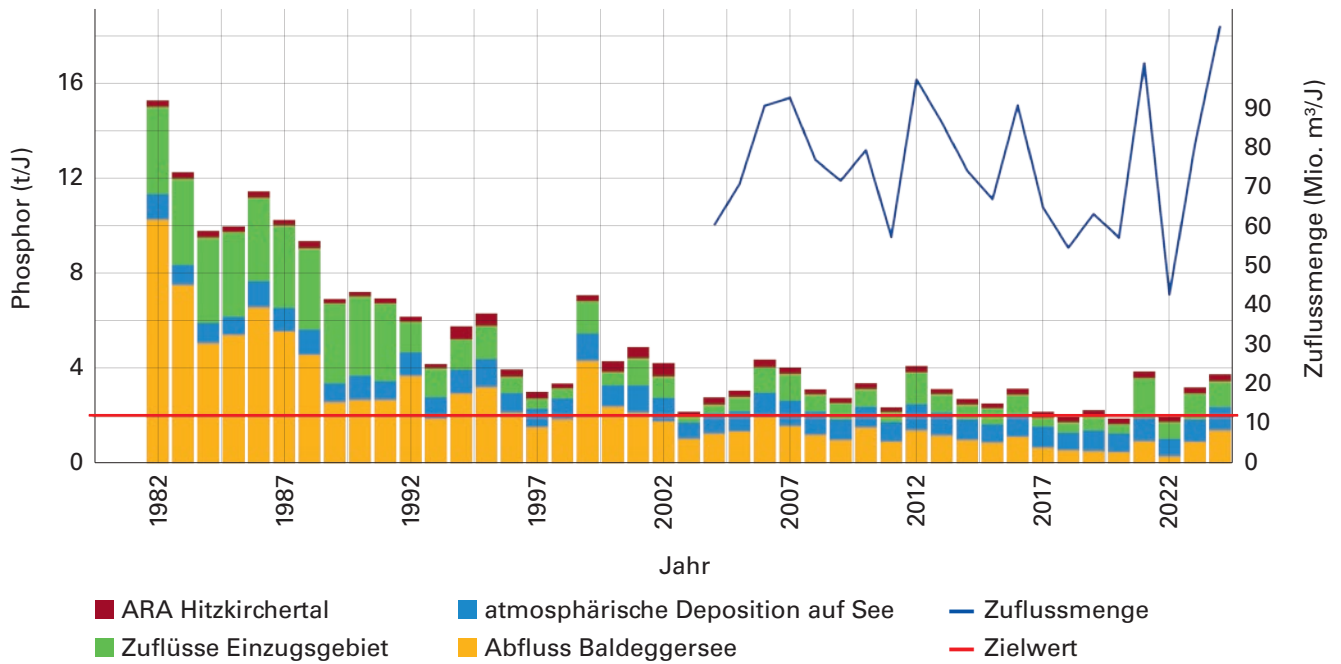 Phosphor (t/J)
16
12
8
4
0
Zuflussmenge (Mio. m³/J)
90
80
70
60
50
40
30
20
10
0
1982
1987
1992
1997
2002
2007
2012
2017
2022
Jahr
ARA Hitzkirchertal
atmosphärische Deposition auf See
Zuflussmenge
Zuflüsse Einzugsgebiet
Abfluss Baldeggersee
Zielwert